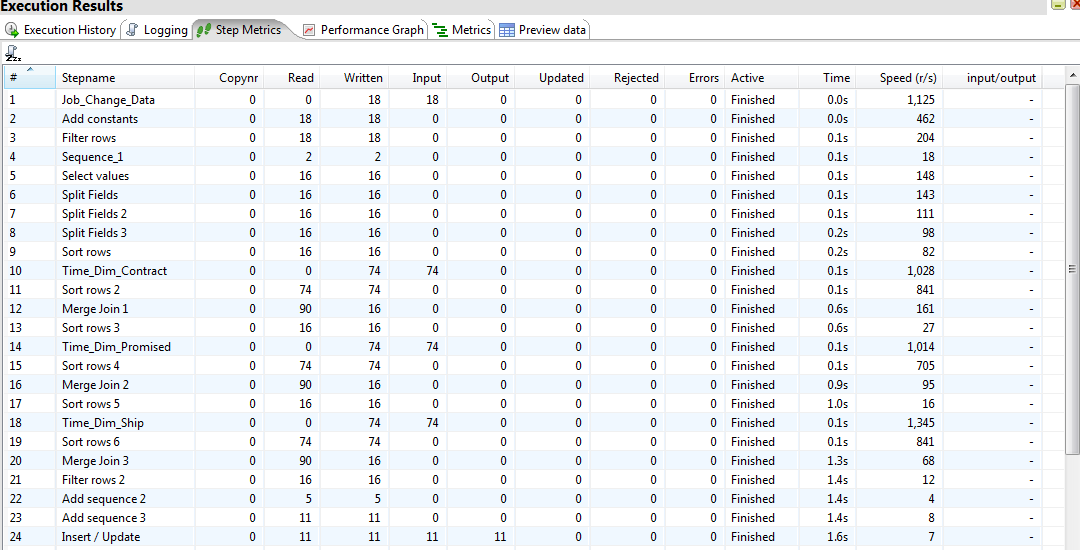 Execution Results
Execution History Logging Step Metrics Performance Graph Metrics Preview data
# Stepname Copynr Read Written Input Output Updated Rejected Errors Active Time Speed (r/s) input/output
1 Job_Change_Data 0 0 18 18 0 0 0 0 Finished 0.0s 1,125 -
2 Add constants 0 18 18 0 0 0 0 0 Finished 0.0s 462 -
3 Filter rows 0 18 18 0 0 0 0 0 Finished 0.1s 204 -
4 Sequence_1 0 2 2 0 0 0 0 0 Finished 0.1s 18 -
5 Select values 0 16 16 0 0 0 0 0 Finished 0.1s 148 -
6 Split Fields 0 16 16 0 0 0 0 0 Finished 0.1s 143 -
7 Split Fields 2 0 16 16 0 0 0 0 0 Finished 0.1s 111 -
8 Split Fields 3 0 16 16 0 0 0 0 0 Finished 0.2s 98 -
9 Sort rows 0 16 16 0 0 0 0 0 Finished 0.2s 82 -
10 Time_Dim_Contract 0 0 74 74 0 0 0 0 Finished 0.1s 1,028 -
11 Sort rows 2 0 74 74 0 0 0 0 0 Finished 0.1s 841 -
12 Merge Join 1 0 90 16 0 0 0 0 0 Finished 0.6s 161 -
13 Sort rows 3 0 16 16 0 0 0 0 0 Finished 0.6s 27 -
14 Time_Dim_Promised 0 0 74 74 0 0 0 0 Finished 0.1s 1,014 -
15 Sort rows 4 0 74 74 0 0 0 0 0 Finished 0.1s 705 -
16 Merge Join 2 0 90 16 0 0 0 0 0 Finished 0.9s 95 -
17 Sort rows 5 0 16 16 0 0 0 0 0 Finished 1.0s 16 -
18 Time_Dim_Ship 0 0 74 74 0 0 0 0 Finished 0.1s 1,345 -
19 Sort rows 6 0 74 74 0 0 0 0 0 Finished 0.1s 841 -
20 Merge Join 3 0 90 16 0 0 0 0 0 Finished 1.3s 68 -
21 Filter rows 2 0 16 16 0 0 0 0 0 Finished 1.4s 12 -
22 Add sequence 2 0 5 5 0 0 0 0 0 Finished 1.4s 4 -
23 Add sequence 3 0 11 11 0 0 0 0 0 Finished 1.4s 8 -
24 Insert / Update 0 11 11 11 11 0 0 0 Finished 1.6s 7 -